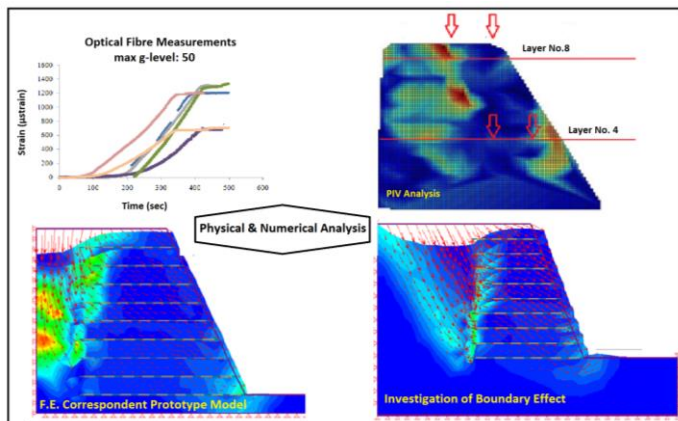 Optical Fibre Measurements
max g-level: 50
Strain (μstrain)
1600
1400
1200
1000
800
600
400
200
0
0 100 200 300 400 500 600
Time (sec)
Layer No.8
Layer No. 4
PIV Analysis
Physical & Numerical Analysis
F.E. Correspondent Prototype Model
Investigation of Boundary Effect